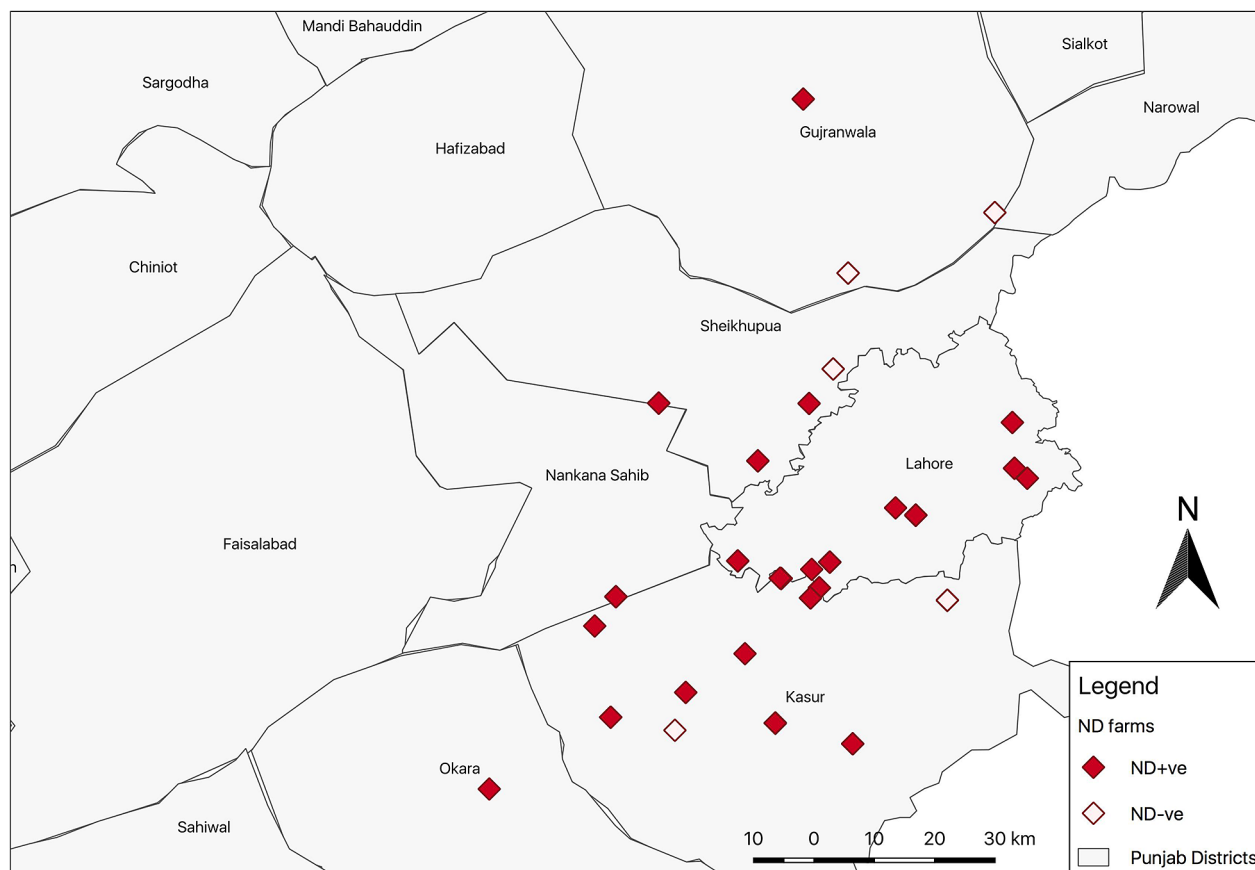 Mandi Bahauddin
Sialkot
Sargodha
Narowal
Gujranwala
Hafizabad
Chiniot
Sheikhupua
Lahore
Nankana Sahib
N
Faisalabad
n
Legend
Kasur
ND farms
Okara
ND+ve
ND-ve
Sahiwal
10 0 10 20 30 km
Punjab Districts